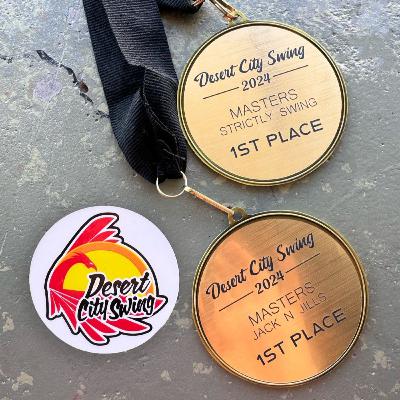 Desert City Swing
2024
MASTERS
STRICTLY SWING
1ST PLACE
Desert City Swing
2024
MASTERS
JACK N JILLS
1ST PLACE
Desert
City Swing